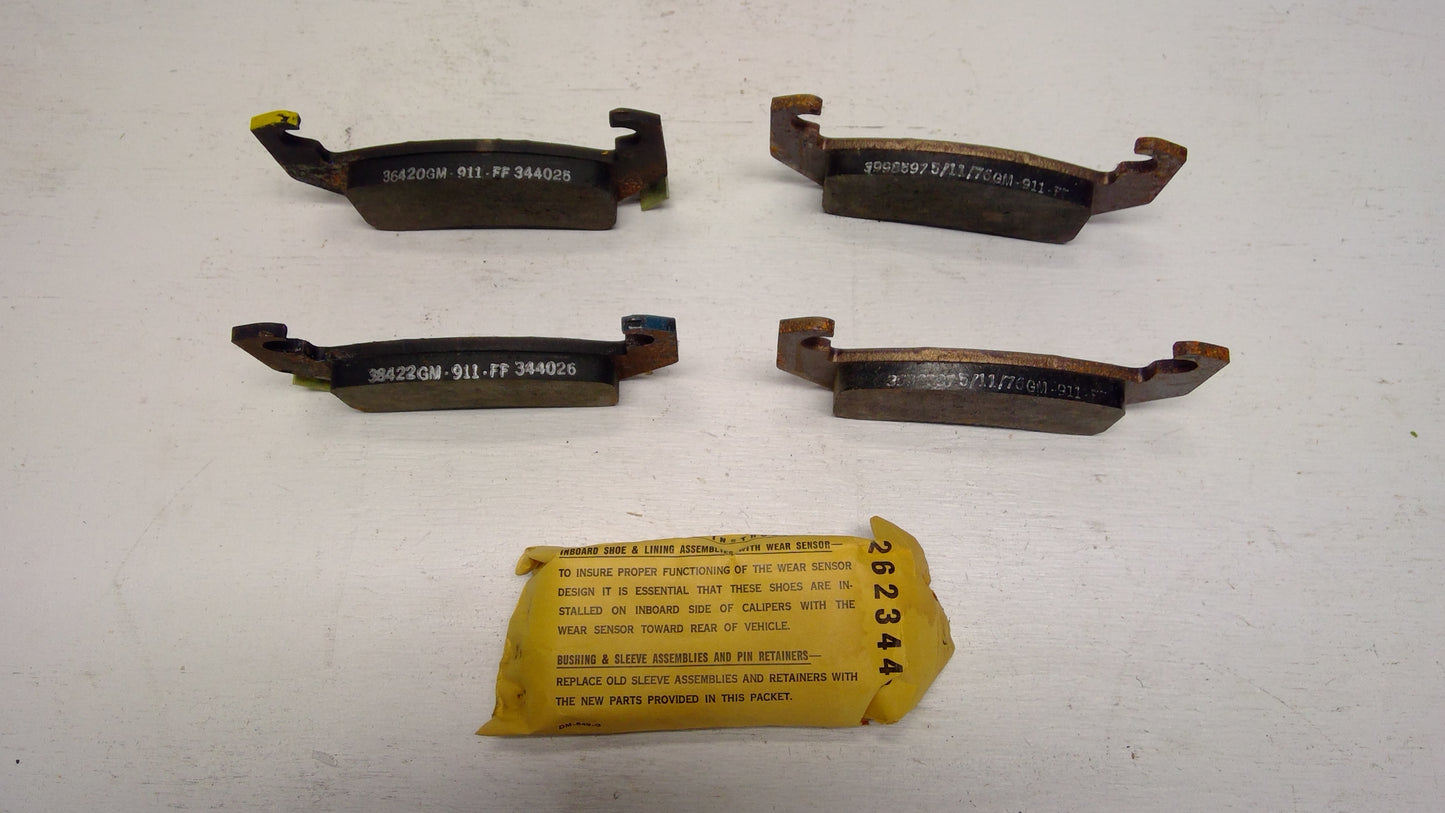 36420GM-911-FF 344026
5/11/76GM-911-FF
36422GM-911-FF 344026
5/11/76GM-911-F
INBOARD SHOE & LINING ASSEMBLIES WITH WEAR SENSOR—
TO INSURE PROPER FUNCTIONING OF THE WEAR SENSOR
DESIGN IT IS ESSENTIAL THAT THESE SHOES ARE IN-
STALLED ON INBOARD SIDE OF CALIPERS WITH THE
WEAR SENSOR TOWARD REAR OF VEHICLE.
BUSHING & SLEEVE ASSEMBLIES AND PIN RETAINERS—
REPLACE OLD SLEEVE ASSEMBLIES AND RETAINERS WITH
THE NEW PARTS PROVIDED IN THIS PACKET.
262344